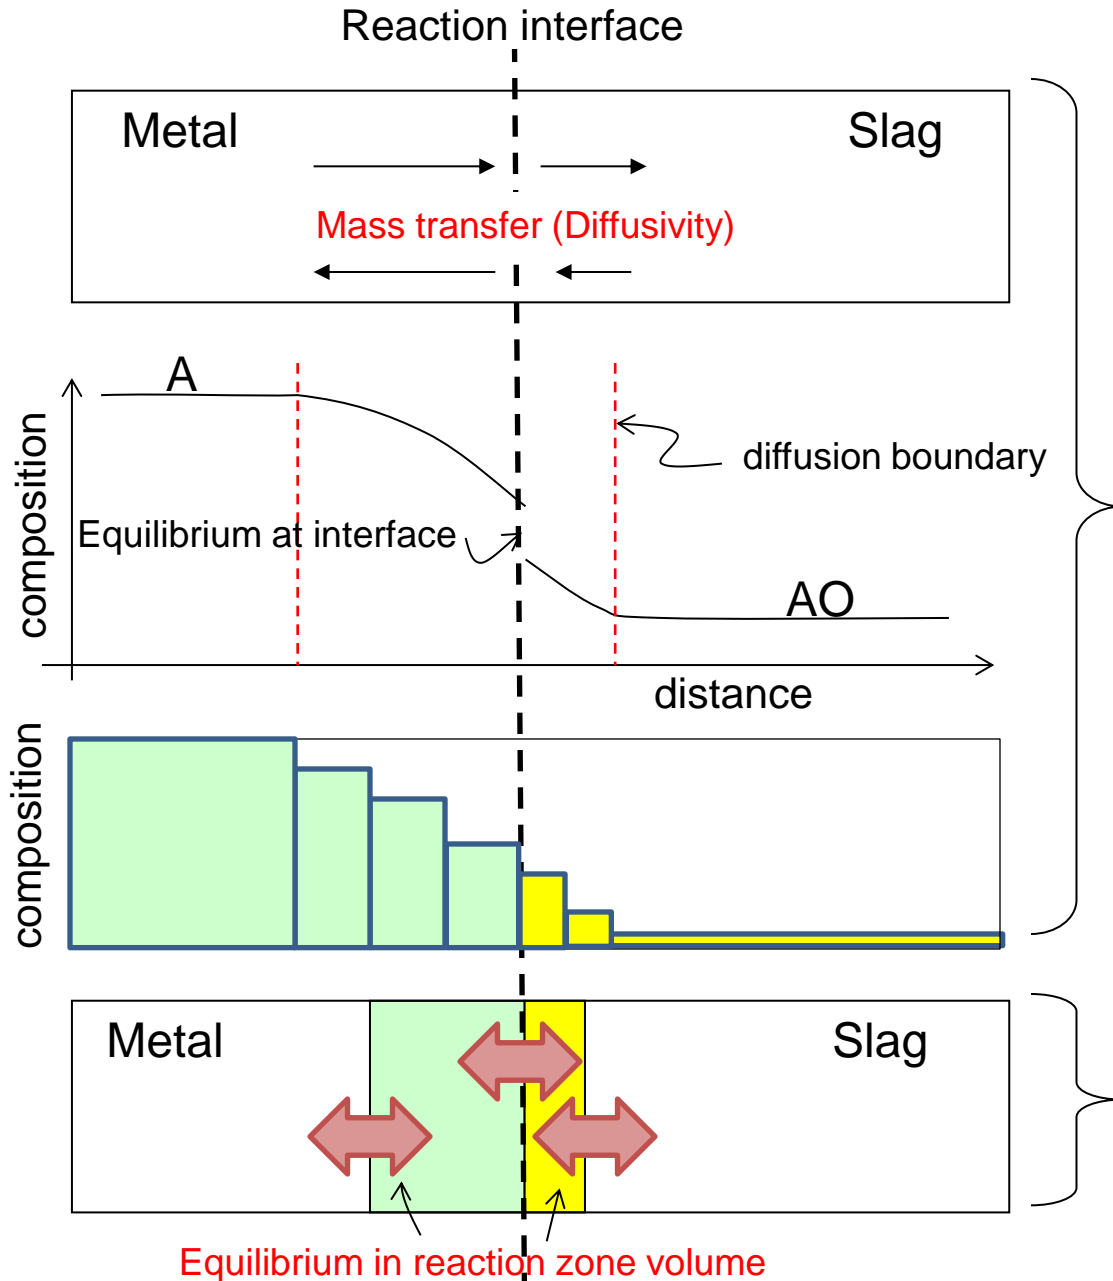 Reaction interface
Metal
Slag
Mass transfer (Diffusivity)
A
composition
diffusion boundary
Equilibrium at interface
AO
distance
composition
Metal
Slag
Equilibrium in reaction zone volume